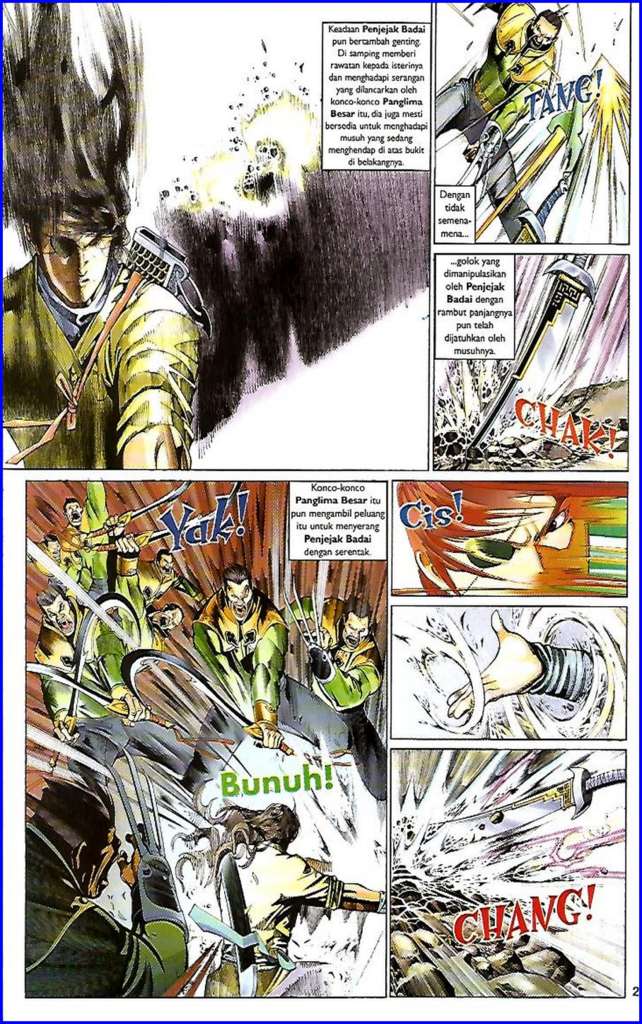 Keadaan Penjejak Badai
pun bertambah genting.
Di samping memberi
rawatan kepada isterinya
dan menghadapi serangan
yang dilancarkan oleh
konco-konco Panglima
Besar itu, dia juga mesti
bersedia untuk menghadapi
musuh yang sedang
menghendap di atas bukit
di belakangnya.
TANG!
Dengan
tidak
semena-
mena...
...golok yang
dimanipulasikan
oleh Penjejak
Badai dengan
rambut panjangnya
pun telah
dijatuhkan oleh
musuhnya.
CHAK!
Konco-konco
Panglima Besar itu
pun mengambil peluang
itu untuk menyerang
Penjejak Badai
dengan serentak.
Yak!
Bunuh!
Cis!
CHANG!
2